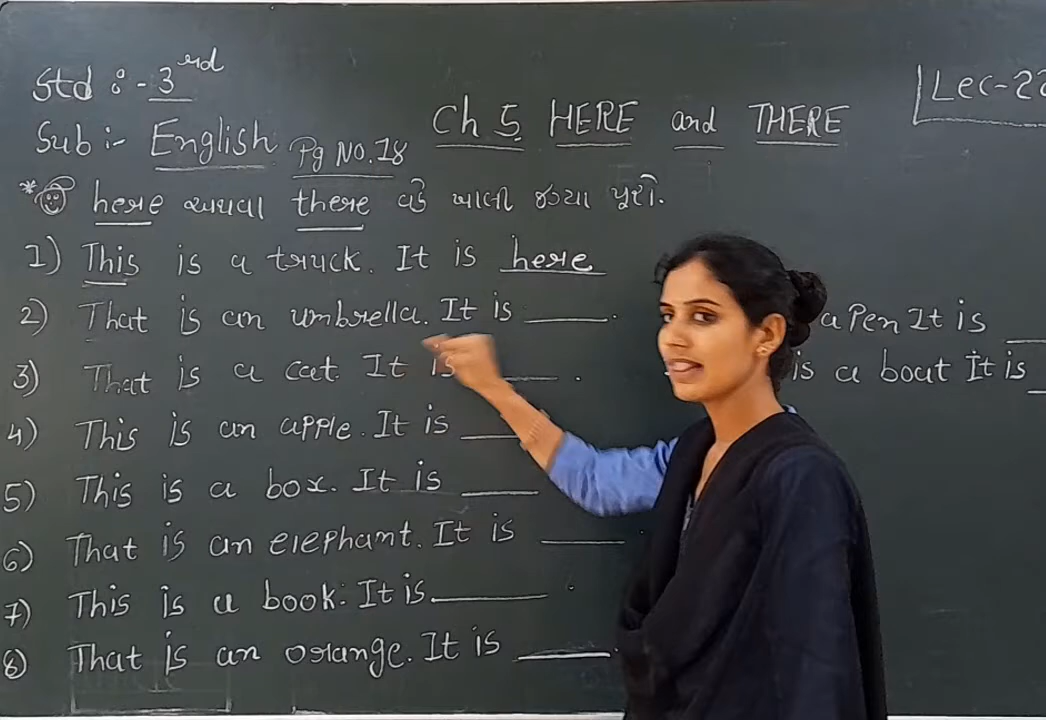 Std :- 3rd
Sub :- English
Pg No. 18
Ch 5 HERE and THERE
Lec-22
* here અથવા there વડે ખાલી જગ્યા પૂરો.
1) This is a truck. It is here
2) That is an umbrella. It is ____.
3) That is a cat. It is ____.
4) This is an apple. It is ____
5) This is a box. It is ____
6) That is an elephant. It is ____.
7) This is a book. It is ____.
8) That is an orange. It is ____.
a Pen It is ____
is a boat It is ____